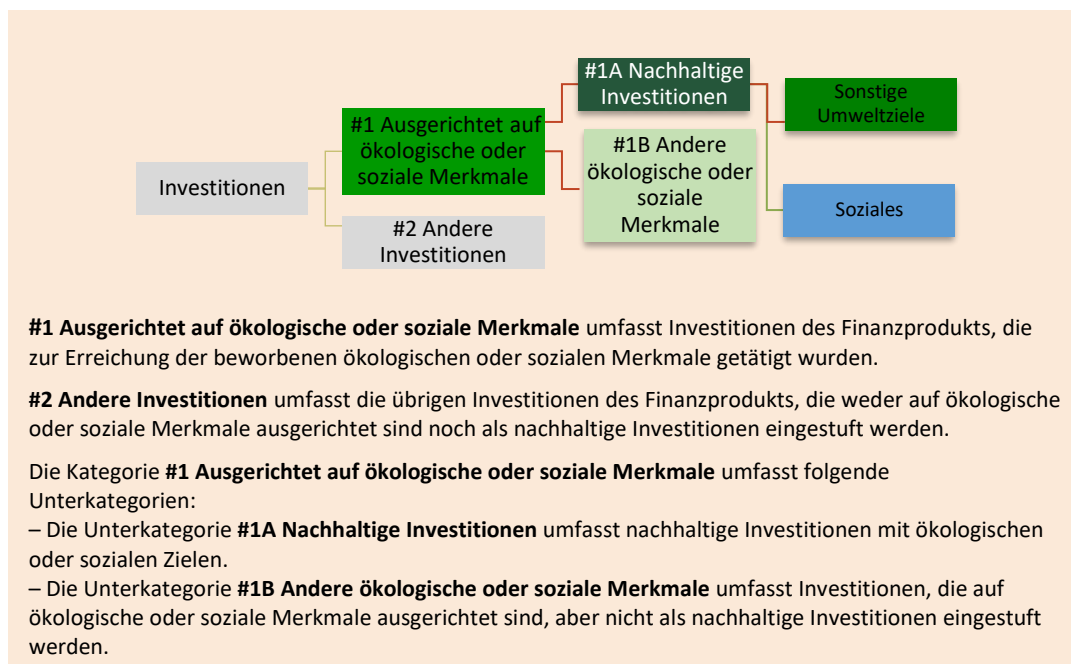 #1A Nachhaltige
Investitionen
Sonstige
Umweltziele
#1 Ausgerichtet auf
ökologische oder
soziale Merkmale
#1B Andere
ökologische oder
soziale
Merkmale
Investitionen
Soziales
#2 Andere
Investitionen
#1 Ausgerichtet auf ökologische oder soziale Merkmale umfasst Investitionen des Finanzprodukts, die
zur Erreichung der beworbenen ökologischen oder sozialen Merkmale getätigt wurden.
#2 Andere Investitionen umfasst die übrigen Investitionen des Finanzprodukts, die weder auf ökologische
oder soziale Merkmale ausgerichtet sind noch als nachhaltige Investitionen eingestuft werden.
Die Kategorie #1 Ausgerichtet auf ökologische oder soziale Merkmale umfasst folgende
Unterkategorien:
– Die Unterkategorie #1A Nachhaltige Investitionen umfasst nachhaltige Investitionen mit ökologischen
oder sozialen Zielen.
– Die Unterkategorie #1B Andere ökologische oder soziale Merkmale umfasst Investitionen, die auf
ökologische oder soziale Merkmale ausgerichtet sind, aber nicht als nachhaltige Investitionen eingestuft
werden.